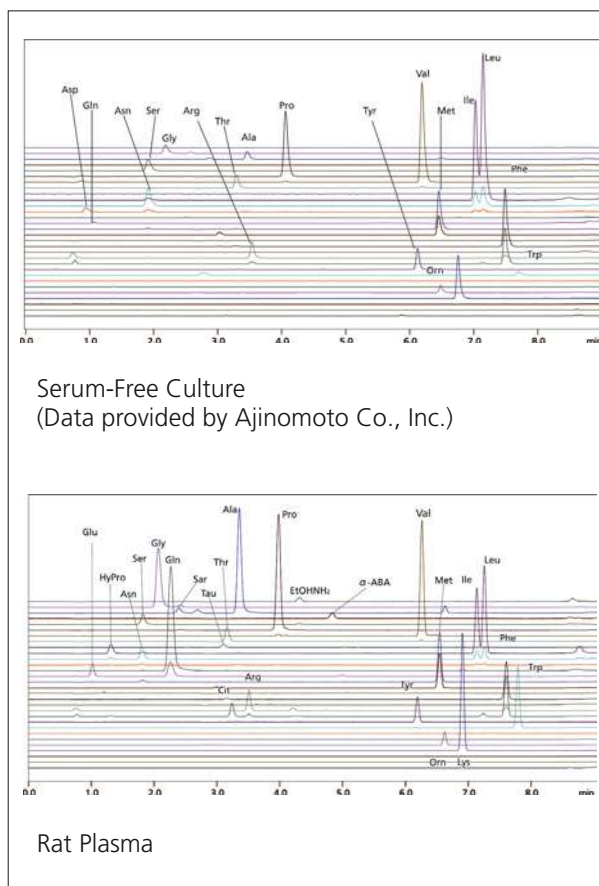 Leu
Val
Ile
Asp
Gln
Asn
Ser
Arg
Pro
Tyr
Met
Thr
Gly
Ala
Phe
Trp
Orn
0.0 1.0 2.0 3.0 4.0 5.0 6.0 7.0 8.0 min
Serum-Free Culture
(Data provided by Ajinomoto Co., Inc.)
Ala
Pro
Val
Glu
Gly
Ser
Gln
Thr
Leu
HyPro
Sar
Met
Ile
Asn
Tau
EtOHNH₂
α-ABA
Phe
Trp
Arg
Cit
Tyr
Orn Lys
0.0 1.0 2.0 3.0 4.0 5.0 6.0 7.0 8.0 min
Rat Plasma